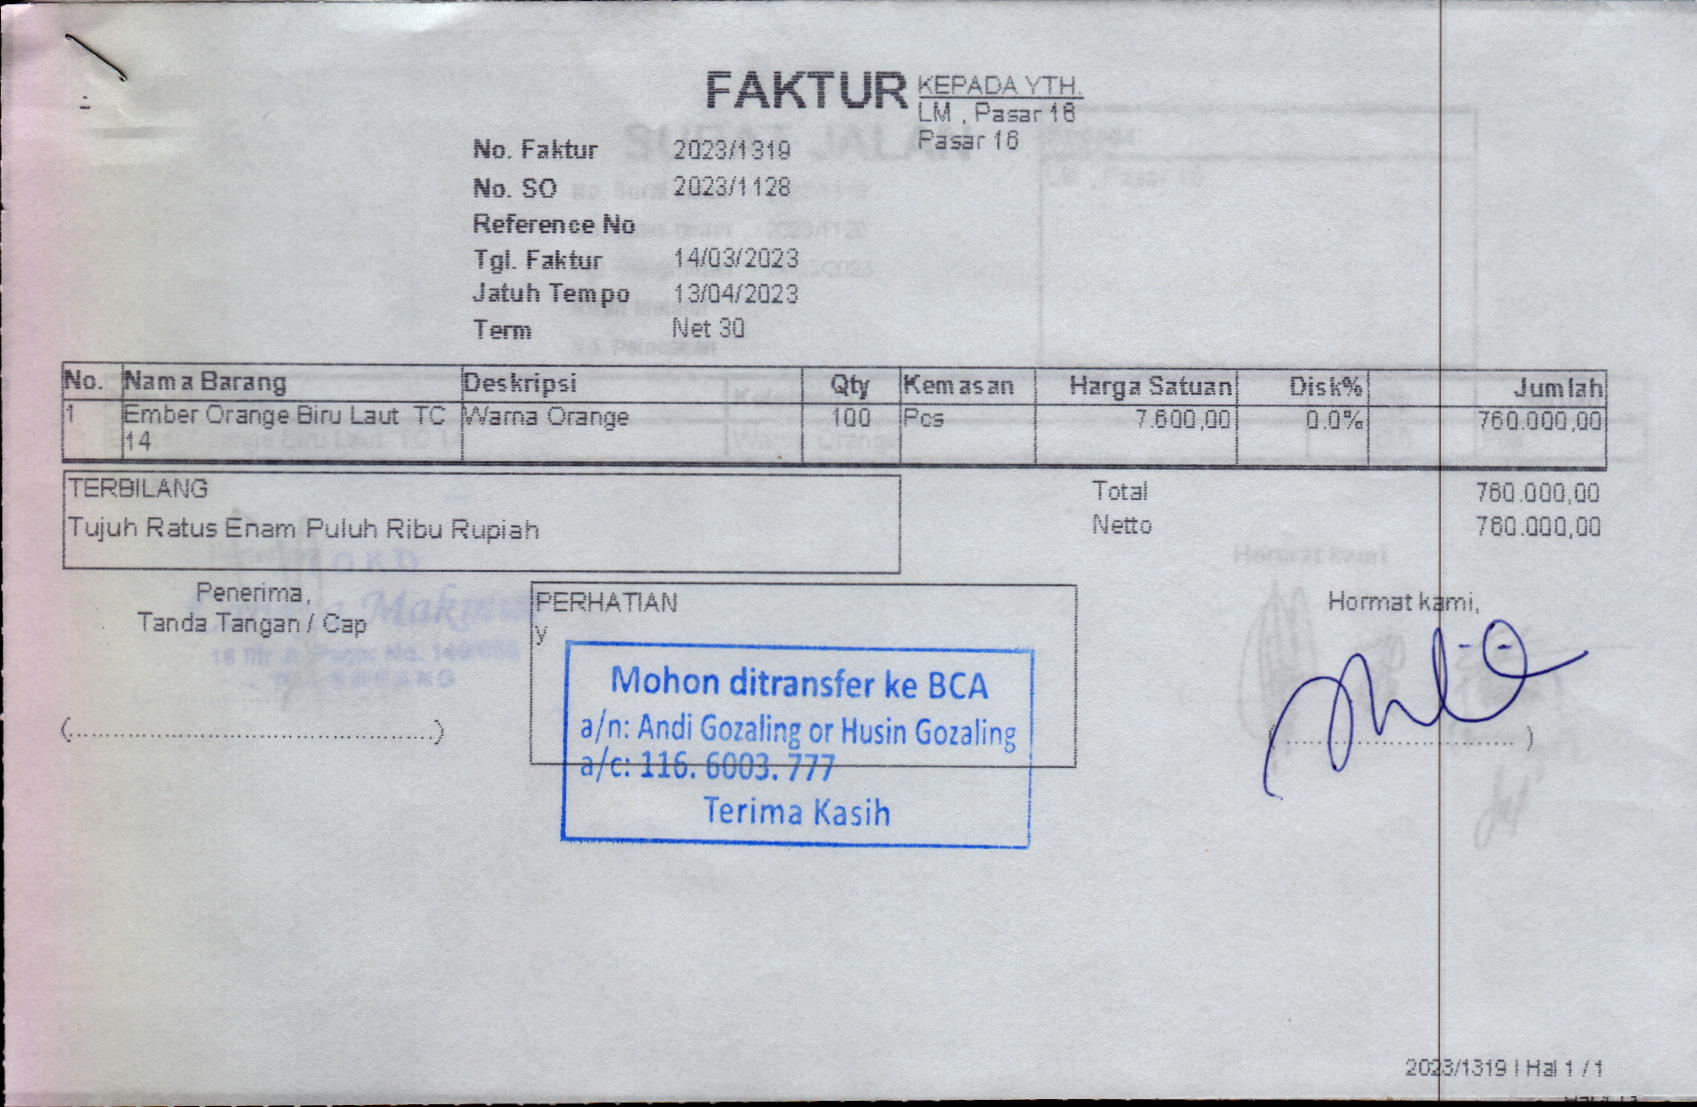 FAKTUR
KEPADA YTH.
LM , Pasar 16
Pasar 16
No. Faktur 2023/1319
No. SO 2023/1128
Reference No
Tgl. Faktur 14/03/2023
Jatuh Tempo 13/04/2023
Term Net 30
No. Nama Barang Deskripsi Qty Kemasan Harga Satuan Disk% Jumlah
1 Ember Orange Biru Laut TC Warna Orange 100 Pcs 7.600,00 0.0% 760.000,00
14
TERBILANG
Tujuh Ratus Enam Puluh Ribu Rupiah
Total 760.000,00
Netto 760.000,00
Penerima,
Tanda Tangan / Cap
(
)
PERHATIAN
y
Mohon ditransfer ke BCA
a/n: Andi Gozaling or Husin Gozaling
a/c: 116. 6003. 777
Terima Kasih
Hormat kami,
( )
2023/1319 | Hal 1 / 1